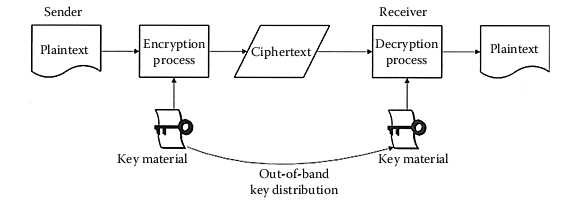 Sender
Receiver
Plaintext
Encryption
process
Ciphertext
Decryption
process
Plaintext
Key material
Key material
Out-of-band
key distribution